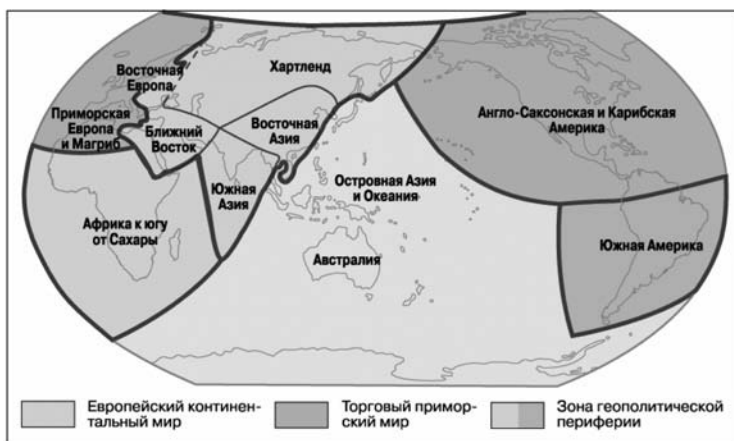 Восточная
Европа
Хартленд
Приморская
Европа
и Магриб
Ближний
Восток
Восточная
Азия
Англо-Саксонская и Карибская
Америка
Южная
Азия
Островная Азия
и Океания
Африка к югу
от Сахары
Южная Америка
Австралия
Европейский континен-
тальный мир
Торговый примор-
ский мир
Зона геополитической
периферии